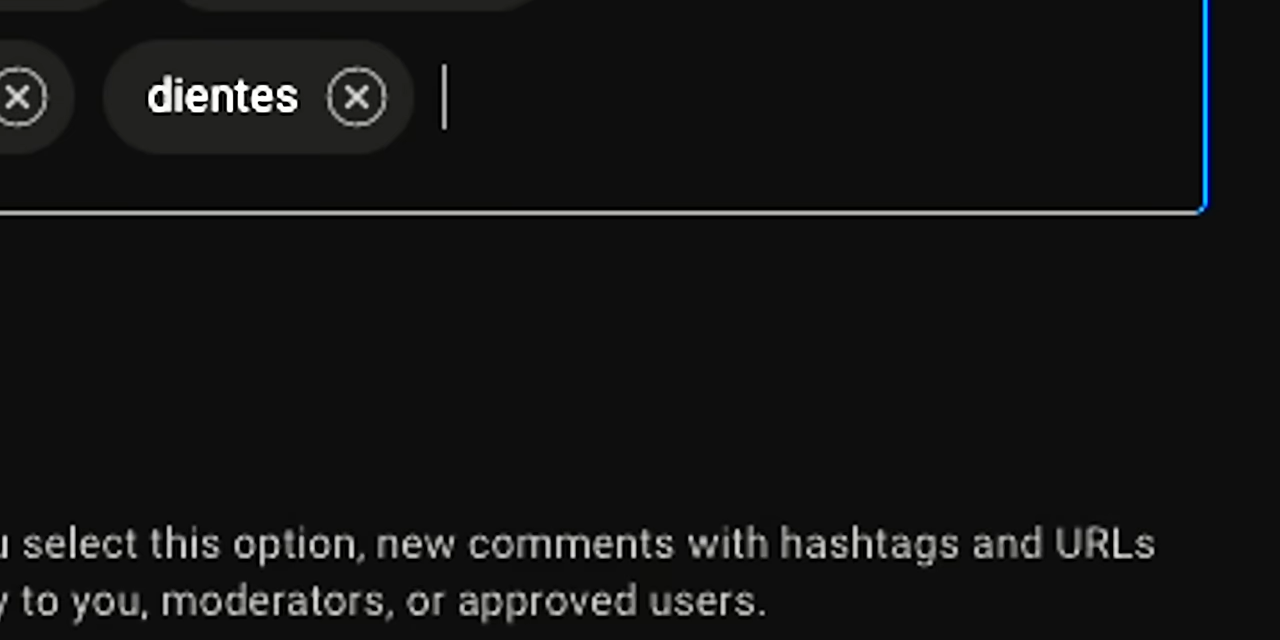 dientes
select this option, new comments with hashtags and URLs
to you, moderators, or approved users.